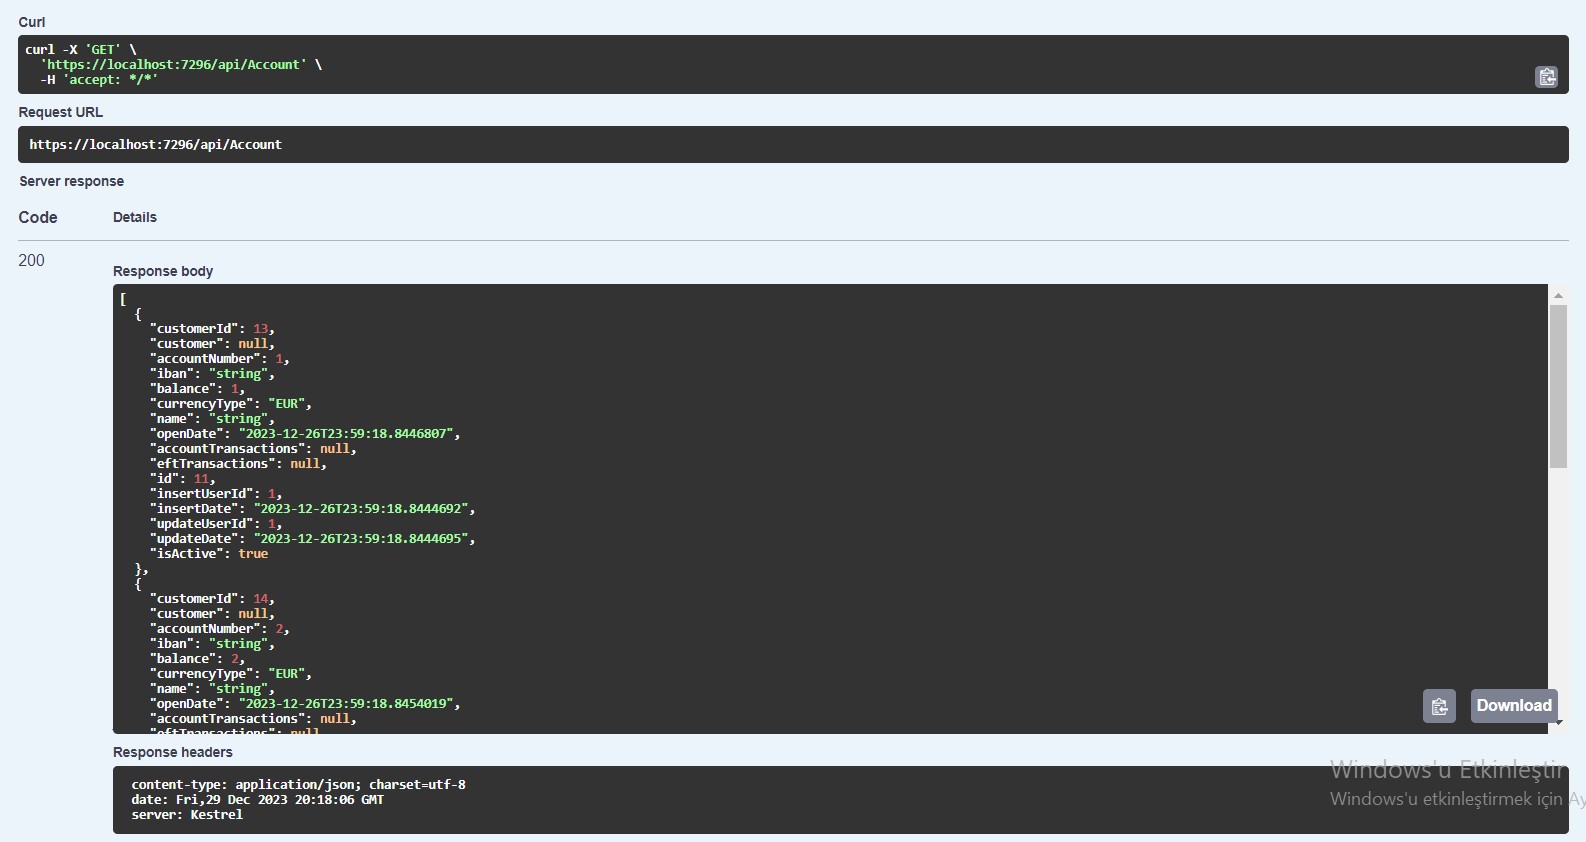 Curl
curl -X 'GET' \
  'https://localhost:7296/api/Account' \
  -H 'accept: */*'
Request URL
https://localhost:7296/api/Account
Server response
Code Details
200
Response body
[
  {
    "customerId": 13,
    "customer": null,
    "accountNumber": 1,
    "iban": "string",
    "balance": 1,
    "currencyType": "EUR",
    "name": "string",
    "openDate": "2023-12-26T23:59:18.8446807",
    "accountTransactions": null,
    "eftTransactions": null,
    "id": 11,
    "insertUserId": 1,
    "insertDate": "2023-12-26T23:59:18.8444692",
    "updateUserId": 1,
    "updateDate": "2023-12-26T23:59:18.8444695",
    "isActive": true
  },
  {
    "customerId": 14,
    "customer": null,
    "accountNumber": 2,
    "iban": "string",
    "balance": 2,
    "currencyType": "EUR",
    "name": "string",
    "openDate": "2023-12-26T23:59:18.8454019",
    "accountTransactions": null,
    "eftTransactions": null
Download
Response headers
content-type: application/json; charset=utf-8
date: Fri,29 Dec 2023 20:18:06 GMT
server: Kestrel
Windows'u Etkinleştir
Windows'u etkinleştirmek için Ay